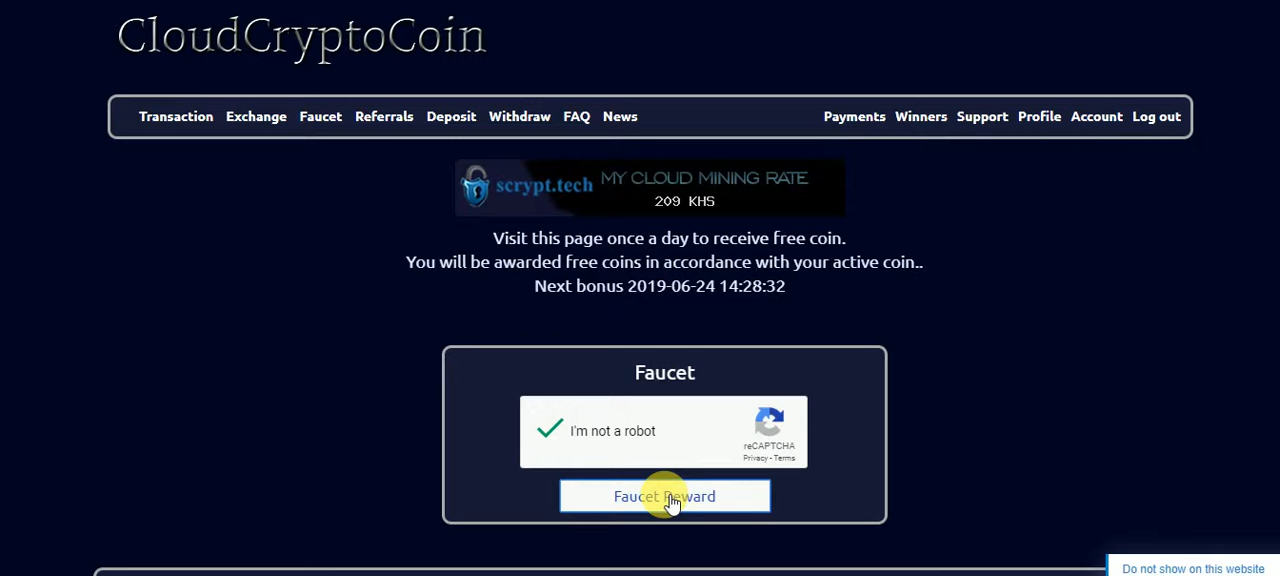 CloudCryptoCoin
Transaction Exchange Faucet Referrals Deposit Withdraw FAQ News Payments Winners Support Profile Account Log out
scrypt.tech MY CLOUD MINING RATE
209 KHS
Visit this page once a day to receive free coin.
You will be awarded free coins in accordance with your active coin..
Next bonus 2019-06-24 14:28:32
Faucet
I'm not a robot
reCAPTCHA
Privacy - Terms
Faucet Reward
Do not show on this website